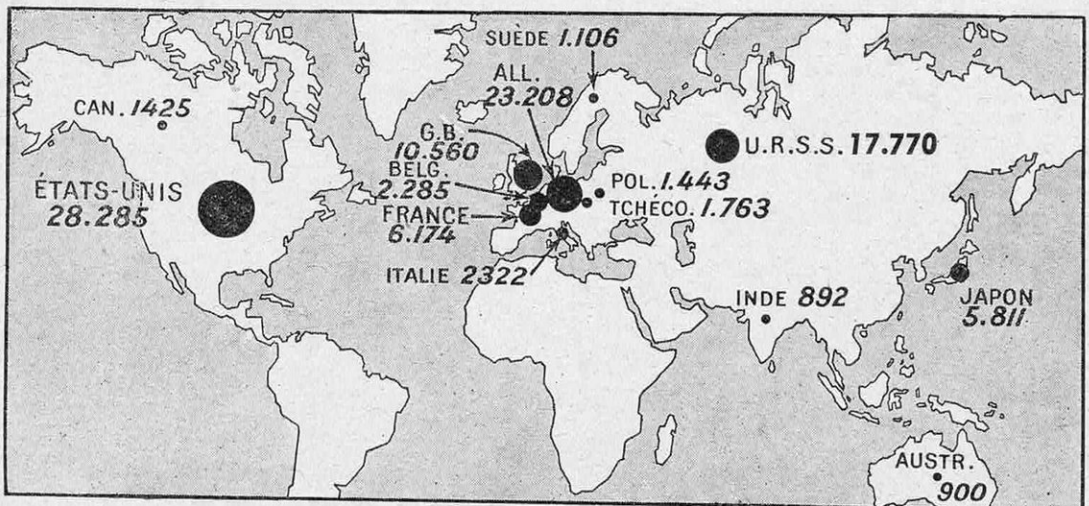 SUÈDE 1.106
ALL.
23.208
CAN. 1425
G.B.
10.560
BELG.
2.285
U.R.S.S. 17.770
ÉTATS-UNIS
28.285
POL. 1.443
TCHÉCO. 1.763
FRANCE
6.174
ITALIE 2322
INDE 892
JAPON
5.811
AUSTR.
900